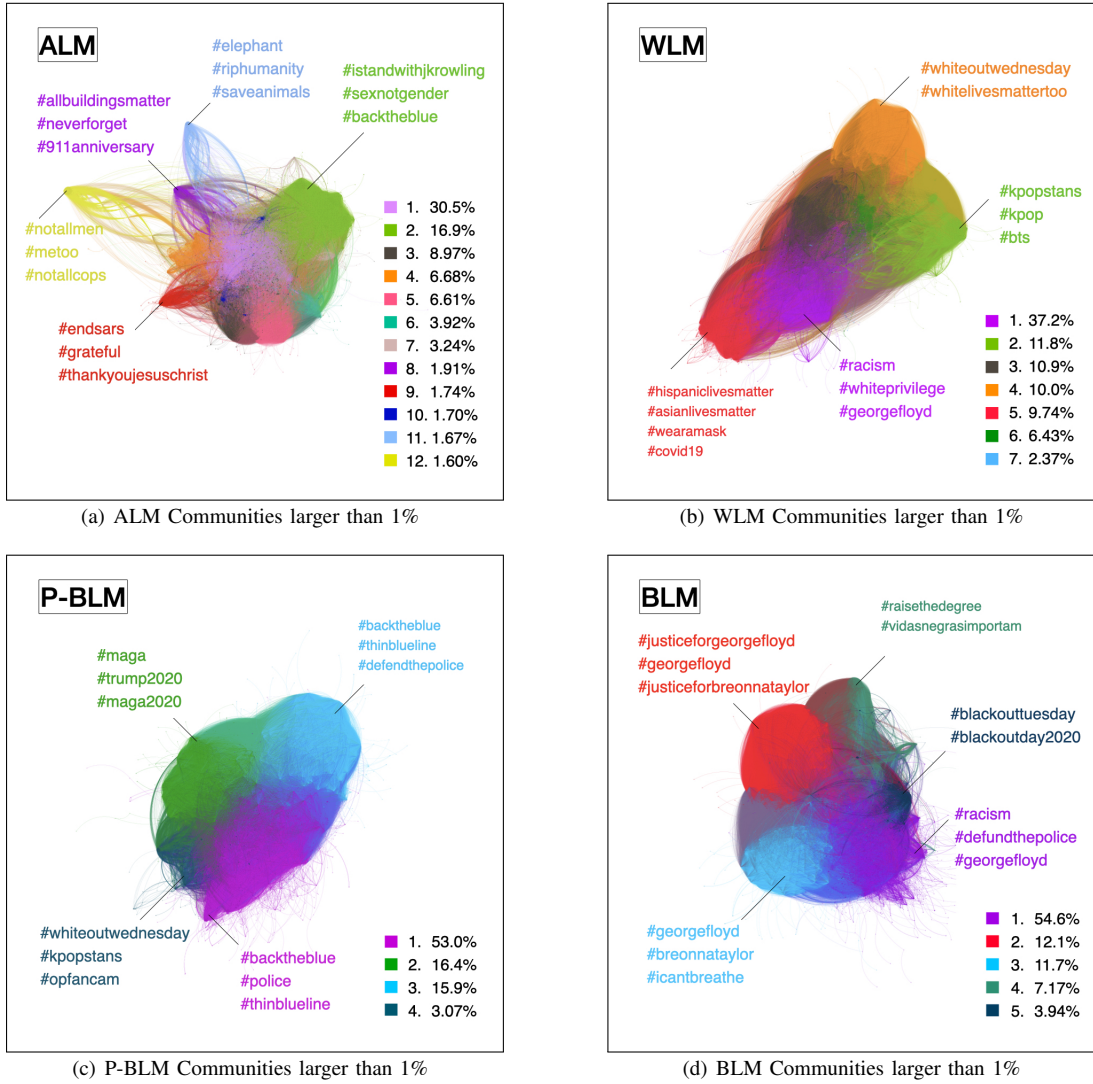 ALM
#elephant
#riphumanity
#saveanimals
#istandwithjkrowling
#sexnotgender
#backtheblue
#allbuildingsmatter
#neverforget
#911anniversary
#notallmen
#metoo
#notallcops
#endsars
#grateful
#thankyoujesuschrist
1. 30.5%
2. 16.9%
3. 8.97%
4. 6.68%
5. 6.61%
6. 3.92%
7. 3.24%
8. 1.91%
9. 1.74%
10. 1.70%
11. 1.67%
12. 1.60%
(a) ALM Communities larger than 1%
WLM
#whiteoutwednesday
#whitelivesmattertoo
#kpopstans
#kpop
#bts
#racism
#whiteprivilege
#georgefloyd
#hispaniclivesmatter
#asianlivesmatter
#wearamask
#covid19
1. 37.2%
2. 11.8%
3. 10.9%
4. 10.0%
5. 9.74%
6. 6.43%
7. 2.37%
(b) WLM Communities larger than 1%
P-BLM
#backtheblue
#thinblueline
#defendthepolice
#maga
#trump2020
#maga2020
#whiteoutwednesday
#kpopstans
#opfancam
#backtheblue
#police
#thinblueline
1. 53.0%
2. 16.4%
3. 15.9%
4. 3.07%
(c) P-BLM Communities larger than 1%
BLM
#raisethedegree
#vidasnegrasimportam
#justiceforgeorgefloyd
#georgefloyd
#justiceforbreonnataylor
#blackouttuesday
#blackoutday2020
#racism
#defundthepolice
#georgefloyd
#georgefloyd
#breonnataylor
#icantbreathe
1. 54.6%
2. 12.1%
3. 11.7%
4. 7.17%
5. 3.94%
(d) BLM Communities larger than 1%